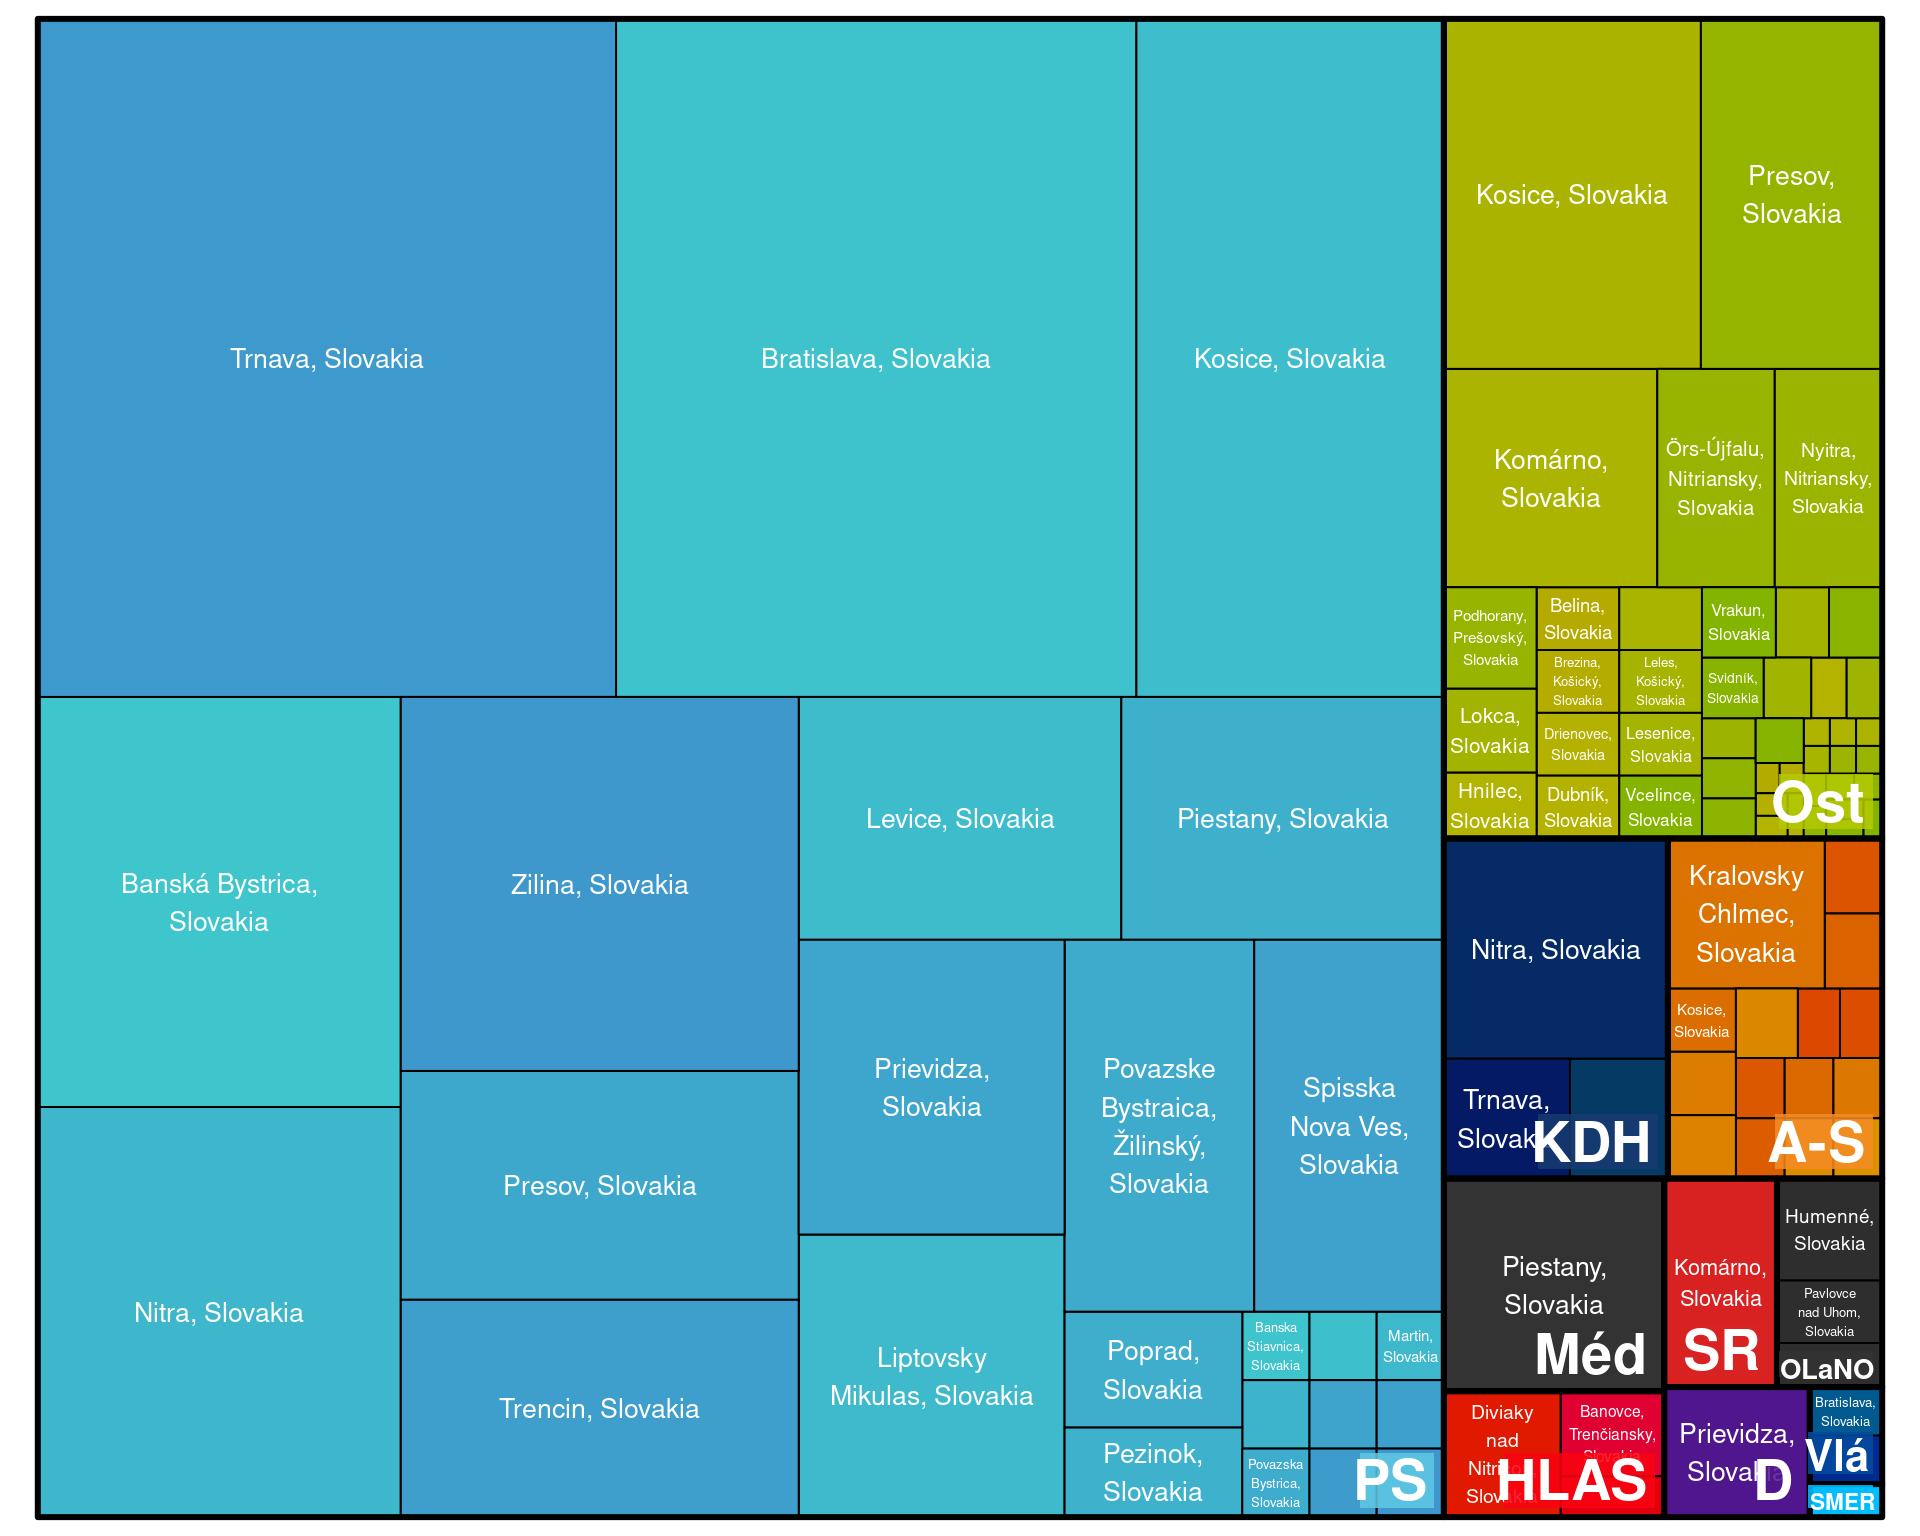 Trnava, Slovakia
Bratislava, Slovakia
Kosice, Slovakia
Banská Bystrica,
Slovakia
Nitra, Slovakia
Zilina, Slovakia
Presov, Slovakia
Trencin, Slovakia
Levice, Slovakia
Piestany, Slovakia
Prievidza,
Slovakia
Povazske
Bystraica,
Žilinský,
Slovakia
Spisska
Nova Ves,
Slovakia
Liptovsky
Mikulas, Slovakia
Poprad,
Slovakia
Pezinok,
Slovakia
Banska
Stiavnica,
Slovakia
Martin,
Slovakia
Povazska
Bystrica,
Slovakia
PS
Kosice, Slovakia
Presov,
Slovakia
Komárno,
Slovakia
Örs-Újfalu,
Nitriansky,
Slovakia
Nyitra,
Nitriansky,
Slovakia
Podhorany,
Prešovský,
Slovakia
Lokca,
Slovakia
Hnilec,
Slovakia
Belina,
Slovakia
Brezina,
Košický,
Slovakia
Drienovec,
Slovakia
Dubník,
Slovakia
Leles,
Košický,
Slovakia
Lesenice,
Slovakia
Vcelince,
Slovakia
Vrakun,
Slovakia
Svidník,
Slovakia
Ost
Nitra, Slovakia
Trnava,
Slovakia
KDH
Kralovsky
Chlmec,
Slovakia
Kosice,
Slovakia
A-S
Piestany,
Slovakia
Méd
Komárno,
Slovakia
SR
Humenné,
Slovakia
Pavlovce
nad Uhom,
Slovakia
OLaNO
Diviaky
nad
Slovakia
Banovce,
Trenčiansky,
Slovakia
HLAS
Prievidza,
Slovakia
D
Bratislava,
Slovakia
Vlá
SMER